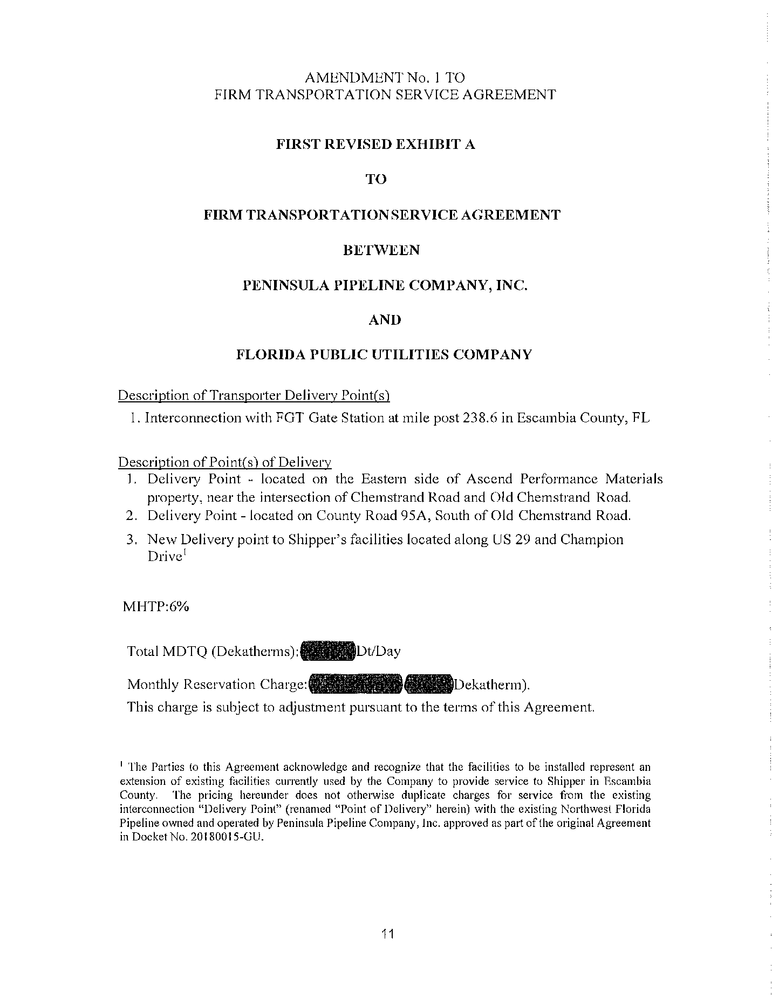 AMENDMENT No. 1 TO
FIRM TRANSPORTATION SERVICE AGREEMENT
FIRST REVISED EXHIBIT A
TO
FIRM TRANSPORTATION SERVICE AGREEMENT
BETWEEN
PENINSULA PIPELINE COMPANY, INC.
AND
FLORIDA PUBLIC UTILITIES COMPANY
Description of Transporter Delivery Point(s)
1. Interconnection with FGT Gate Station at mile post 238.6 in Escambia County, FL
Description of Point(s) of Delivery
1. Delivery Point - located on the Eastern side of Ascend Performance Materials
property, near the intersection of Chemstrand Road and Old Chemstrand Road.
2. Delivery Point - located on County Road 95A, South of Old Chemstrand Road.
3. New Delivery point to Shipper's facilities located along US 29 and Champion
Drive¹
MHTP:6%
Total MDTQ (Dekatherms): Dt/Day
Monthly Reservation Charge: Dekatherm).
This charge is subject to adjustment pursuant to the terms of this Agreement.
¹ The Parties to this Agreement acknowledge and recognize that the facilities to be installed represent an
extension of existing facilities currently used by the Company to provide service to Shipper in Escambia
County. The pricing hereunder does not otherwise duplicate charges for service from the existing
interconnection “Delivery Point” (renamed “Point of Delivery” herein) with the existing Northwest Florida
Pipeline owned and operated by Peninsula Pipeline Company, Inc. approved as part of the original Agreement
in Docket No. 20180015-GU.
11